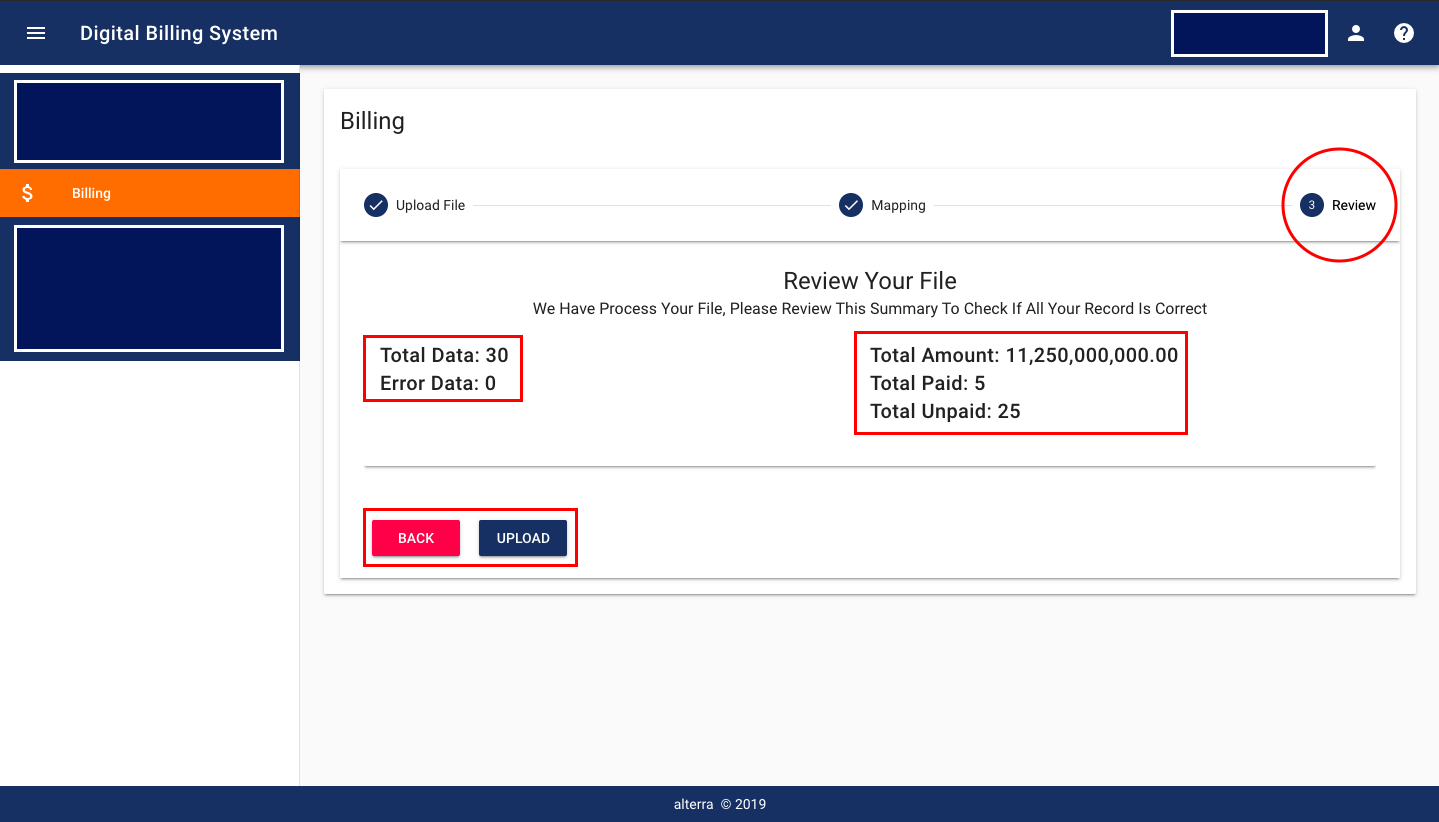 Digital Billing System
Billing
Billing
Upload File
Mapping
3 Review
Review Your File
We Have Process Your File, Please Review This Summary To Check If All Your Record Is Correct
Total Data: 30
Error Data: 0
Total Amount: 11,250,000,000.00
Total Paid: 5
Total Unpaid: 25
BACK
UPLOAD
alterra © 2019